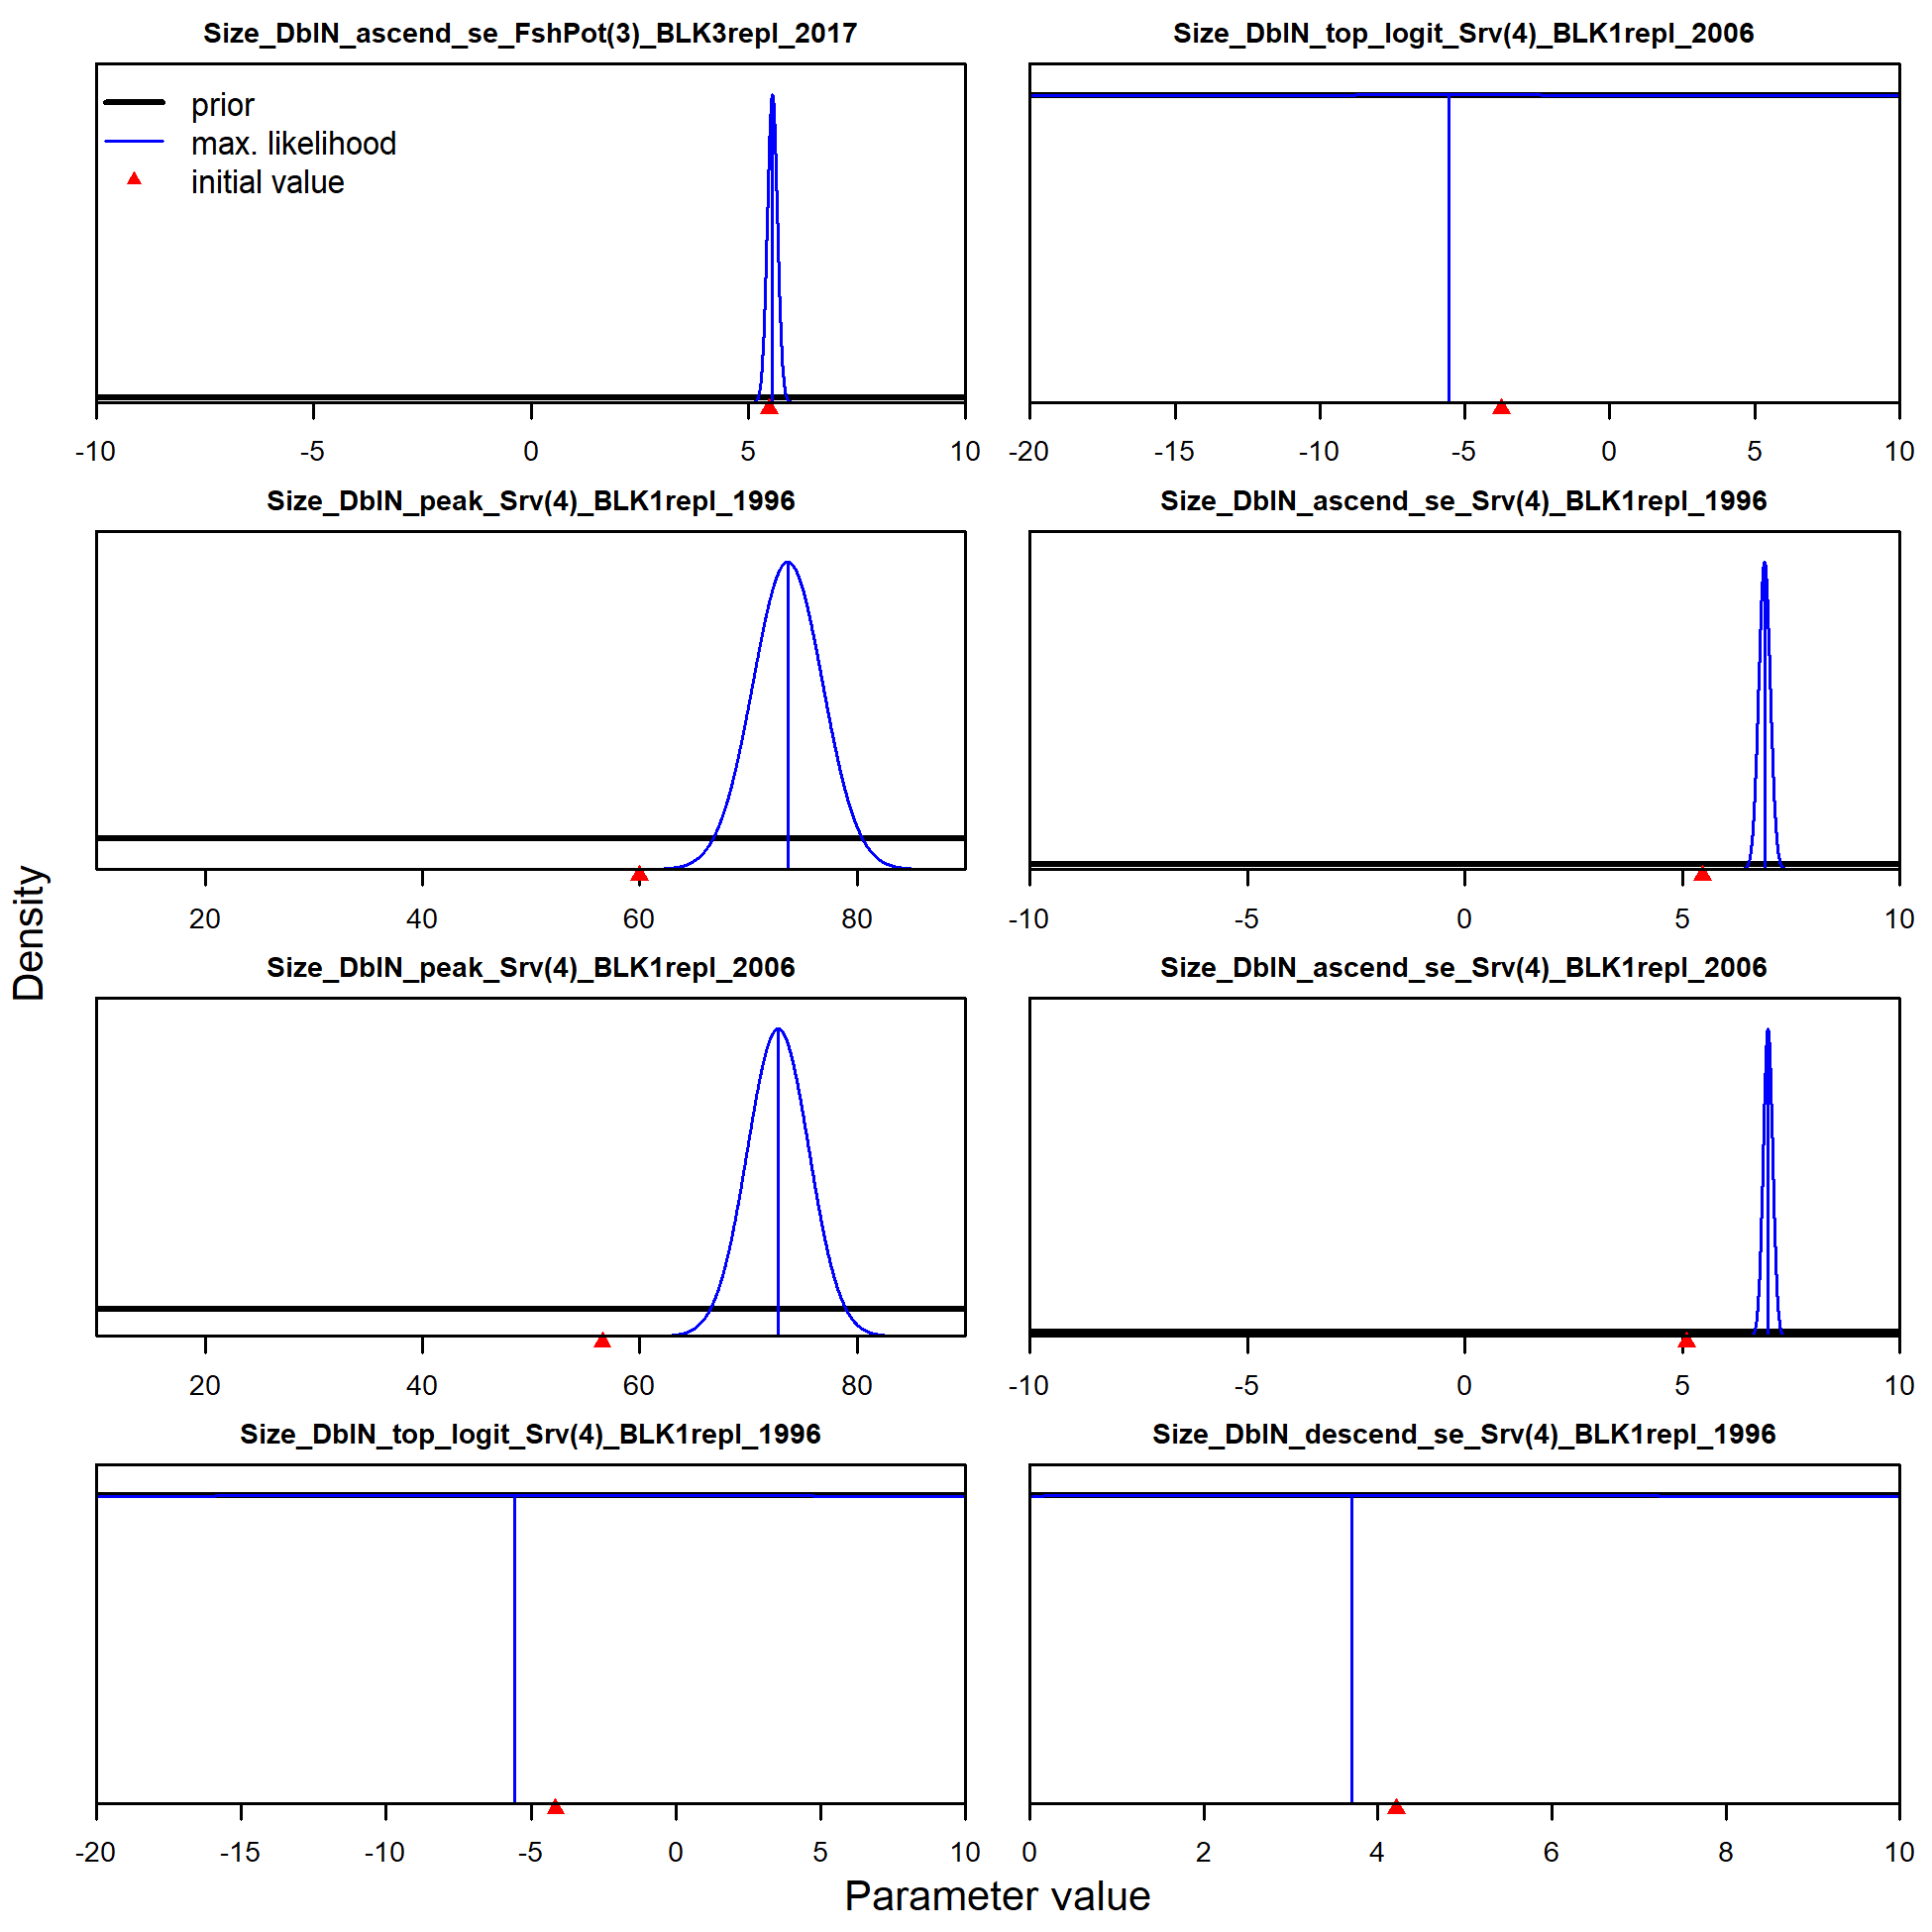 Size_DblN_ascend_se_FshPot(3)_BLK3repl_2017
prior
max. likelihood
initial value
-10 -5 0 5 10
Size_DblN_top_logit_Srv(4)_BLK1repl_2006
-20 -15 -10 -5 0 5 10
Size_DblN_peak_Srv(4)_BLK1repl_1996
20 40 60 80
Size_DblN_ascend_se_Srv(4)_BLK1repl_1996
-10 -5 0 5 10
Density
Size_DblN_peak_Srv(4)_BLK1repl_2006
20 40 60 80
Size_DblN_ascend_se_Srv(4)_BLK1repl_2006
-10 -5 0 5 10
Size_DblN_top_logit_Srv(4)_BLK1repl_1996
-20 -15 -10 -5 0 5 10
Size_DblN_descend_se_Srv(4)_BLK1repl_1996
0 2 4 6 8 10
Parameter value